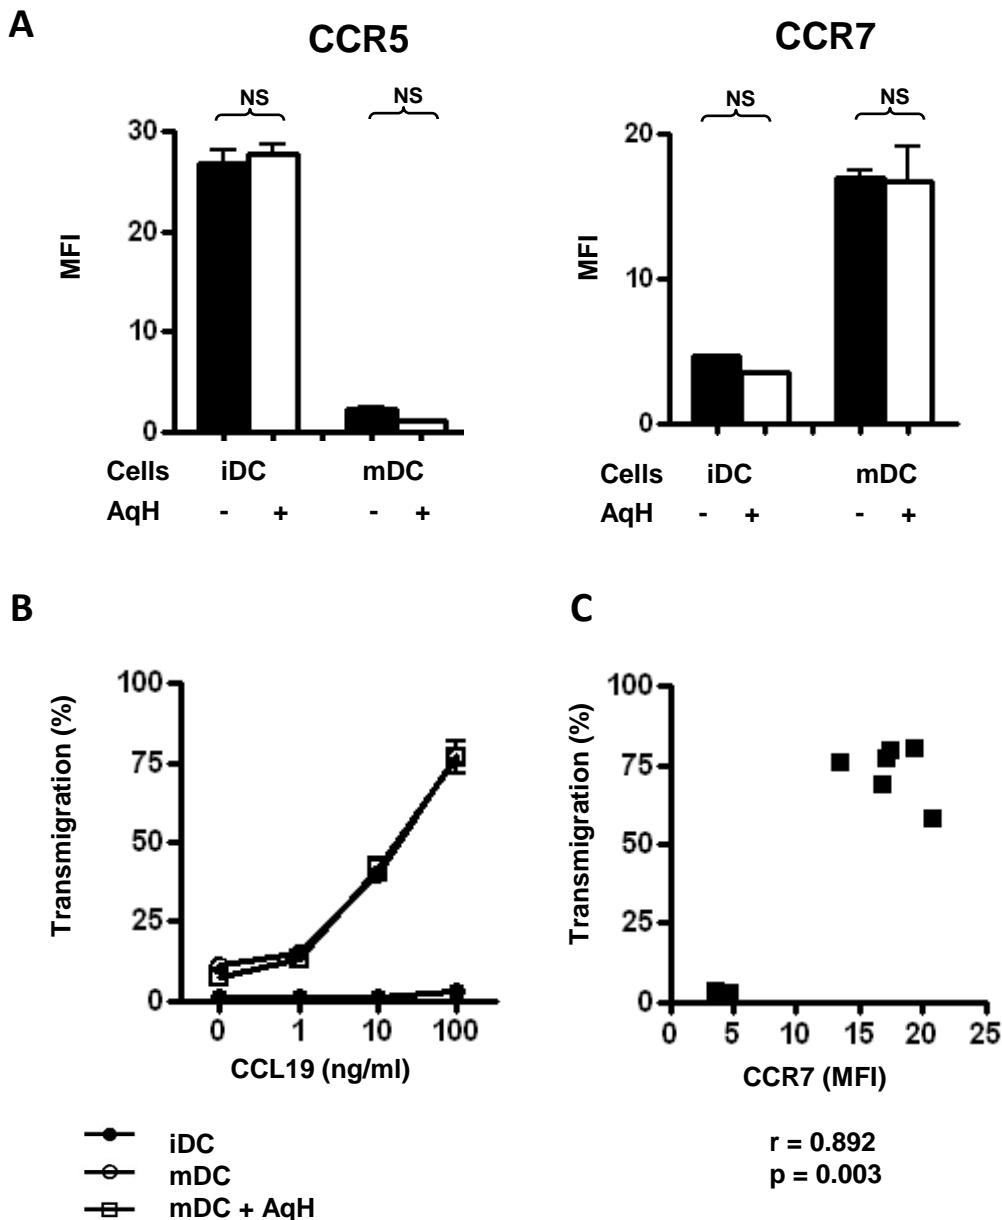 A
CCR5
NS
NS
30
20
10
0
MFI
Cells iDC mDC
AqH - + - +
CCR7
NS
NS
20
10
0
MFI
Cells iDC mDC
AqH - + - +
B
100
75
50
25
0
Transmigration (%)
0 1 10 100
CCL19 (ng/ml)
iDC
mDC
mDC + AqH
C
100
75
50
25
0
Transmigration (%)
0 5 10 15 20 25
CCR7 (MFI)
r = 0.892
p = 0.003